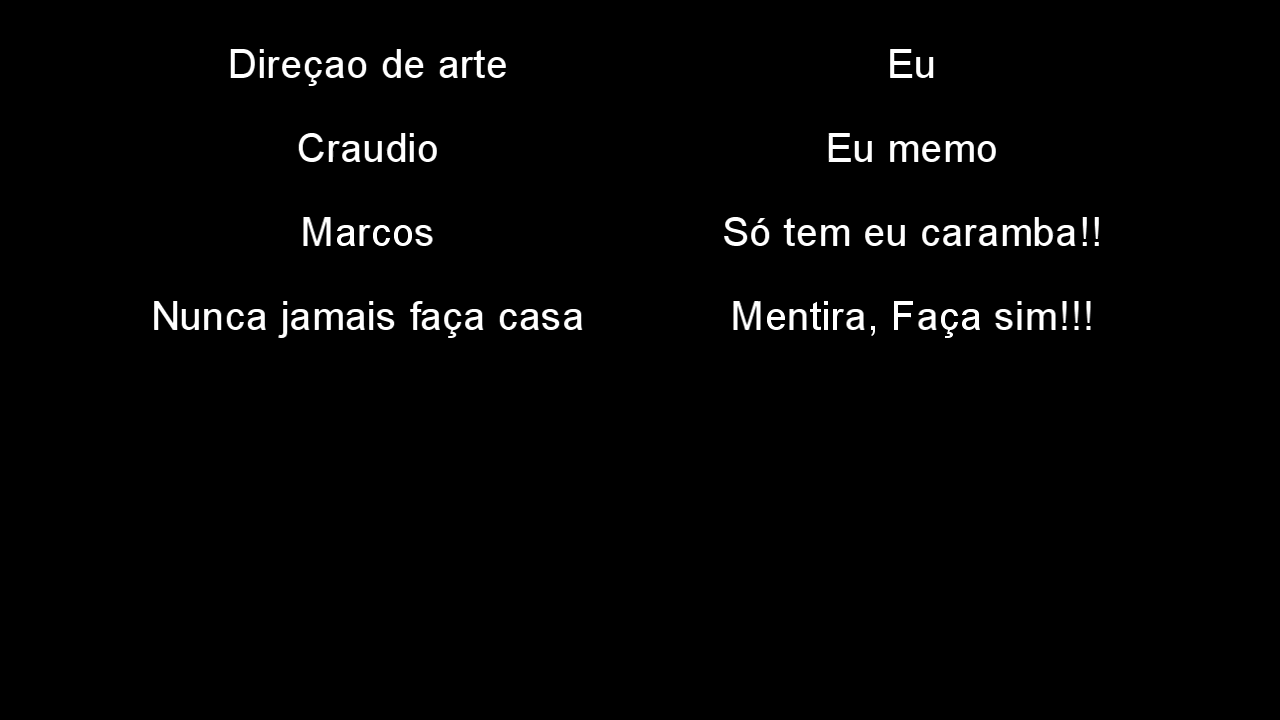 Direçao de arte Eu
Craudio Eu memo
Marcos Só tem eu caramba!!
Nunca jamais faça casa Mentira, Faça sim!!!